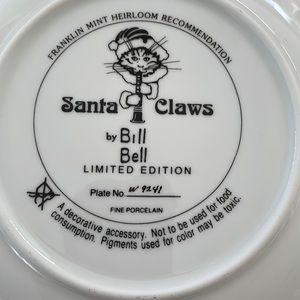 FRANKLIN MINT HEIRLOOM RECOMMENDATION
Santa Claws
by Bill
Bell
LIMITED EDITION
Plate No. W 9241
FINE PORCELAIN
A decorative accessory. Not to be used for food
consumption. Pigments used for color may be toxic.